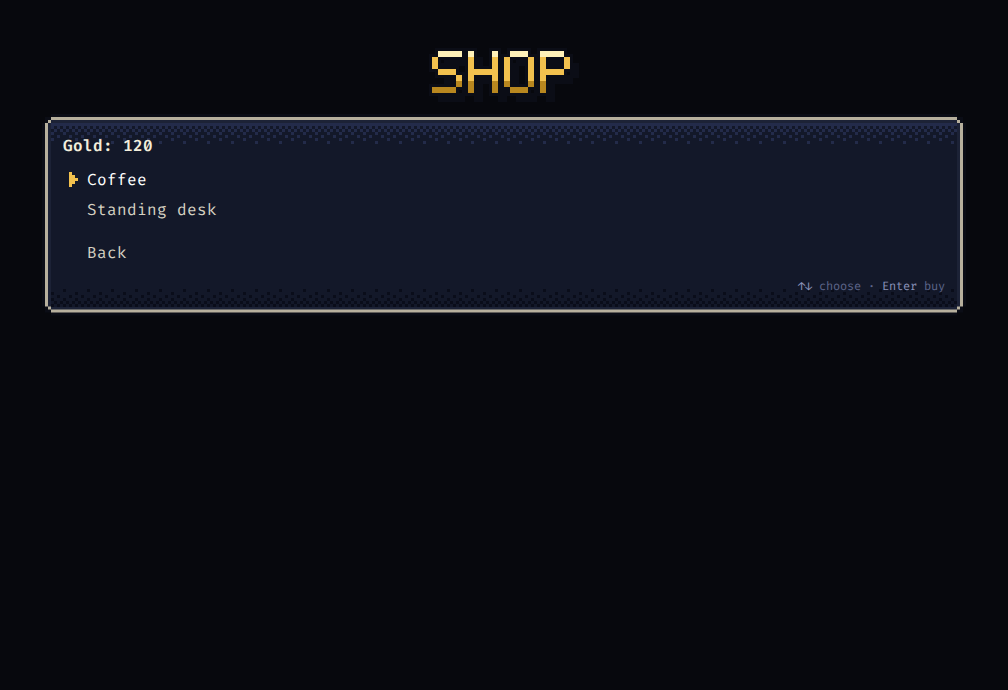 SHOP
Gold: 120
Coffee
Standing desk
Back
↑↓ choose · Enter buy